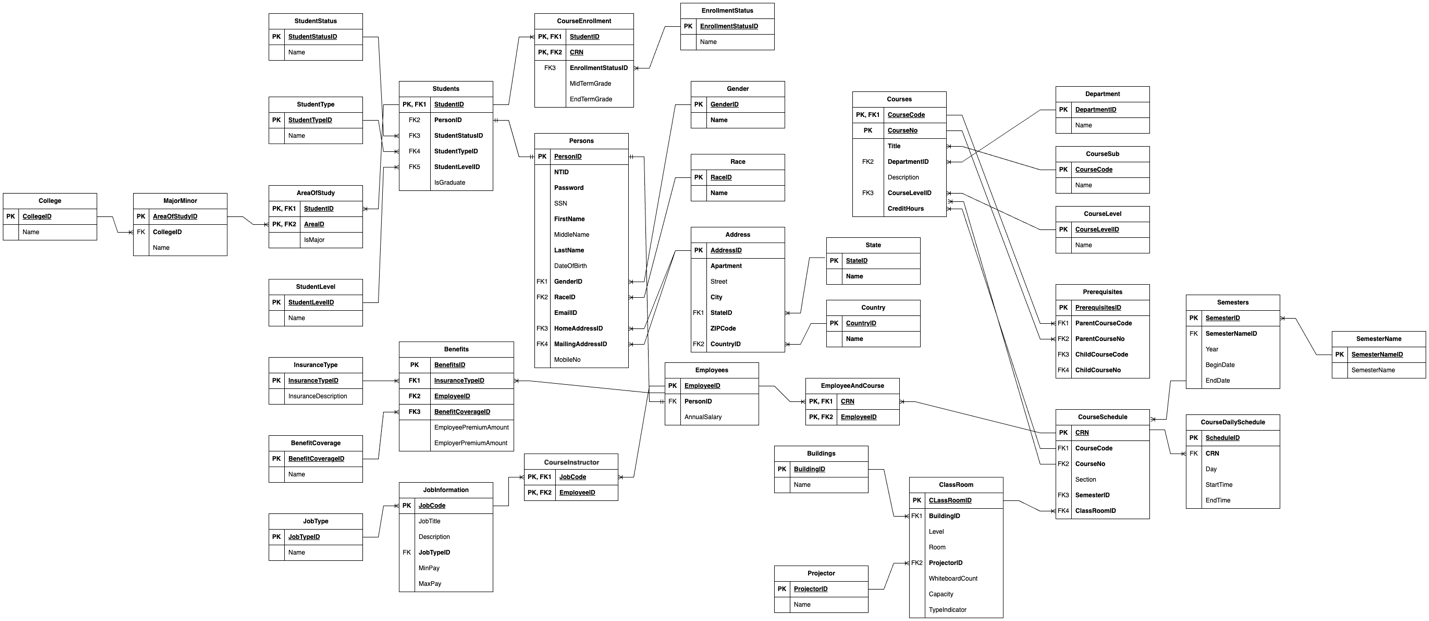 StudentStatus
PK StudentStatusID
Name
StudentType
PK StudentTypeID
Name
College
PK CollegeID
Name
MajorMinor
PK AreaOfStudyID
FK CollegeID
Name
AreaOfStudy
PK, FK1 StudentID
PK, FK2 AreaID
IsMajor
StudentLevel
PK StudentLevelID
Name
InsuranceType
PK InsuranceTypeID
InsuranceDescription
BenefitCoverage
PK BenefitCoverageID
Name
JobType
PK JobTypeID
Name
Students
PK, FK1 StudentID
FK2 PersonID
FK3 StudentStatusID
FK4 StudentTypeID
FK5 StudentLevelID
IsGraduate
Benefits
PK BenefitsID
FK1 InsuranceTypeID
FK2 EmployeeID
FK3 BenefitCoverageID
EmployeePremiumAmount
EmployerPremiumAmount
JobInformation
PK JobCode
JobTitle
Description
FK JobTypeID
MinPay
MaxPay
CourseEnrollment
PK, FK1 StudentID
PK, FK2 CRN
FK3 EnrollmentStatusID
MidTermGrade
EndTermGrade
EnrollmentStatus
PK EnrollmentStatusID
Name
Persons
PK PersonID
NTID
Password
SSN
FirstName
MiddleName
LastName
DateOfBirth
FK1 GenderID
FK2 RaceID
EmailID
FK3 HomeAddressID
FK4 MailingAddressID
MobileNo
CourseInstructor
PK, FK1 JobCode
PK, FK2 EmployeeID
Gender
PK GenderID
Name
Race
PK RaceID
Name
Address
PK AddressID
Apartment
Street
City
FK1 StateID
ZIPCode
FK2 CountryID
Employees
PK EmployeeID
FK PersonID
AnnualSalary
State
PK StateID
Name
Country
PK CountryID
Name
EmployeeAndCourse
PK, FK1 CRN
PK, FK2 EmployeeID
Buildings
PK BuildingID
Name
Projector
PK ProjectorID
Name
ClassRoom
PK CLassRoomID
FK1 BuildingID
Level
Room
FK2 ProjectorID
WhiteboardCount
Capacity
TypeIndicator
Courses
PK, FK1 CourseCode
PK CourseNo
Title
FK2 DepartmentID
Description
FK3 CourseLevelID
CreditHours
Department
PK DepartmentID
Name
CourseSub
PK CourseCode
Name
CourseLevel
PK CourseLevelID
Name
Prerequisites
PK PrerequisitesID
FK1 ParentCourseCode
FK2 ParentCourseNo
FK3 ChildCourseCode
FK4 ChildCourseNo
CourseSchedule
PK CRN
FK1 CourseCode
FK2 CourseNo
Section
FK3 SemesterID
FK4 ClassRoomID
Semesters
PK SemesterID
FK SemesterNameID
Year
BeginDate
EndDate
CourseDailySchedule
PK ScheduleID
FK CRN
Day
StartTime
EndTime
SemesterName
PK SemesterNameID
SemesterName